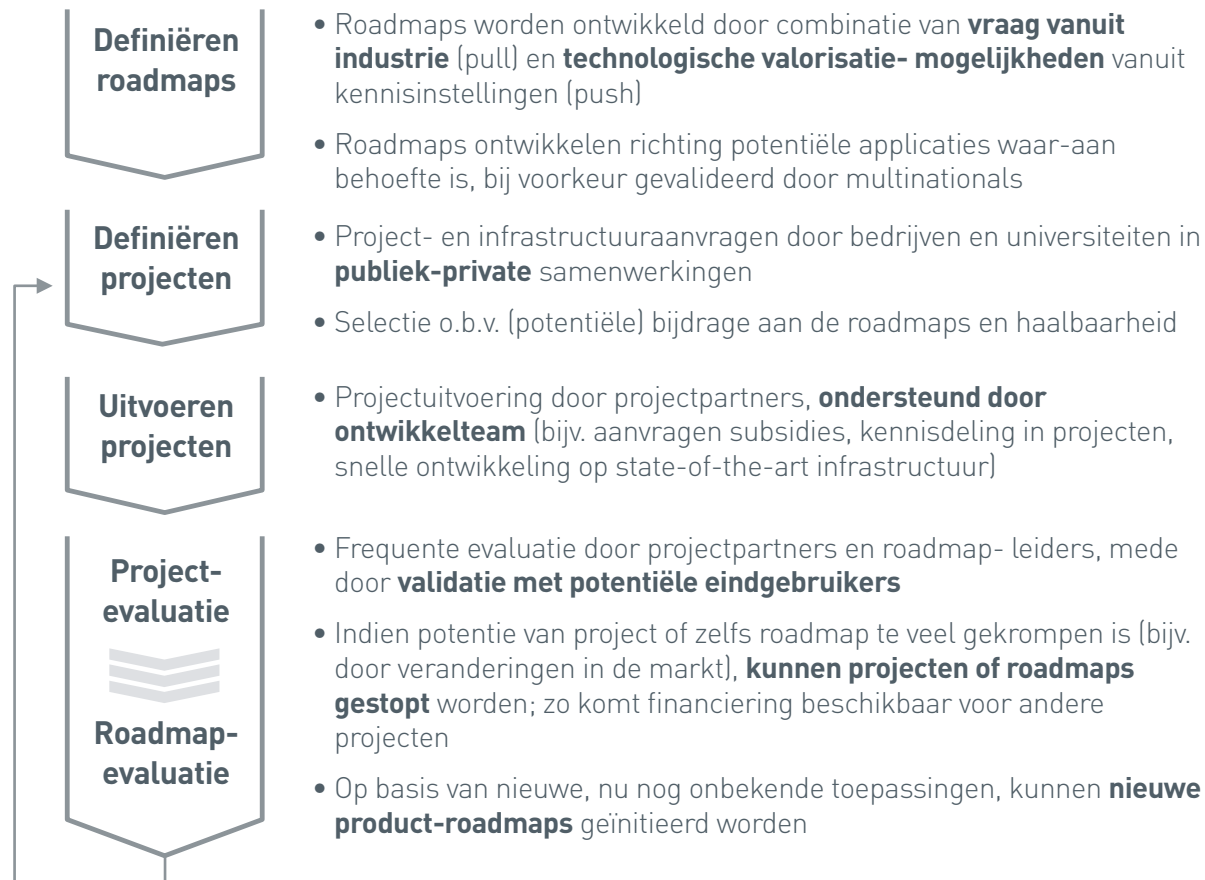 Definiëren
roadmaps
• Roadmaps worden ontwikkeld door combinatie van vraag vanuit
industrie (pull) en technologische valorisatie- mogelijkheden vanuit
kennisinstellingen (push)
• Roadmaps ontwikkelen richting potentiële applicaties waar-aan
behoefte is, bij voorkeur gevalideerd door multinationals
Definiëren
projecten
• Project- en infrastructuuraanvragen door bedrijven en universiteiten in
publiek-private samenwerkingen
• Selectie o.b.v. (potentiële) bijdrage aan de roadmaps en haalbaarheid
Uitvoeren
projecten
• Projectuitvoering door projectpartners, ondersteund door
ontwikkelteam (bijv. aanvragen subsidies, kennisdeling in projecten,
snelle ontwikkeling op state-of-the-art infrastructuur)
Project-
evaluatie
Roadmap-
evaluatie
• Frequente evaluatie door projectpartners en roadmap- leiders, mede
door validatie met potentiële eindgebruikers
• Indien potentie van project of zelfs roadmap te veel gekrompen is (bijv.
door veranderingen in de markt), kunnen projecten of roadmaps
gestopt worden; zo komt financiering beschikbaar voor andere
projecten
• Op basis van nieuwe, nu nog onbekende toepassingen, kunnen nieuwe
product-roadmaps geïnitieerd worden